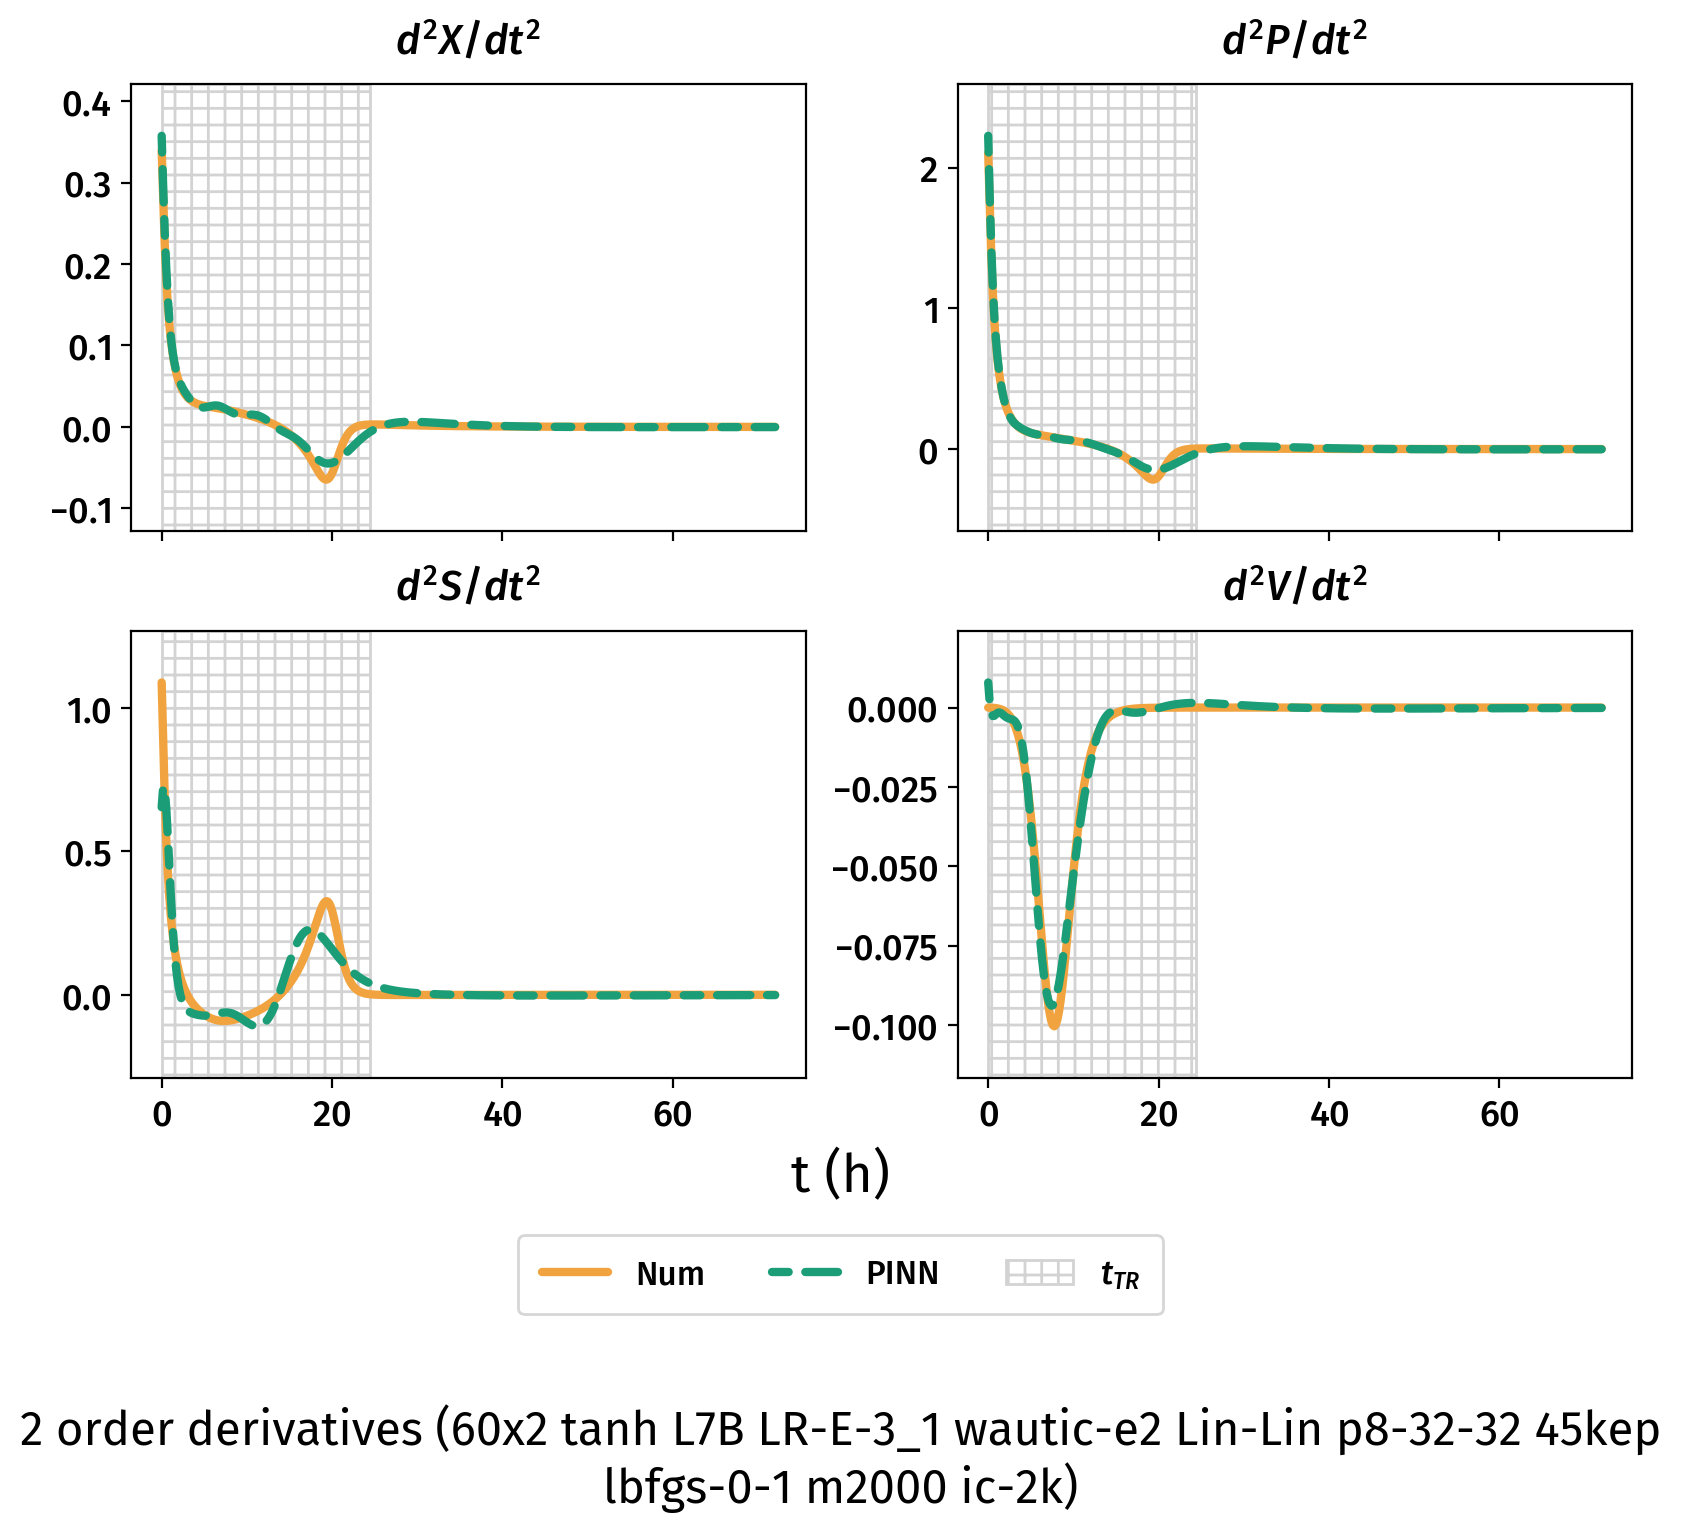 d²X/dt²
d²P/dt²
0.4
0.3
0.2
0.1
0.0
−0.1
2
1
0
d²S/dt²
d²V/dt²
1.0
0.5
0.0
0.000
−0.025
−0.050
−0.075
−0.100
0 20 40 60
0 20 40 60
t (h)
Num PINN t_TR
2 order derivatives (60x2 tanh L7B LR-E-3_1 wautic-e2 Lin-Lin p8-32-32 45kep
lbfgs-0-1 m2000 ic-2k)